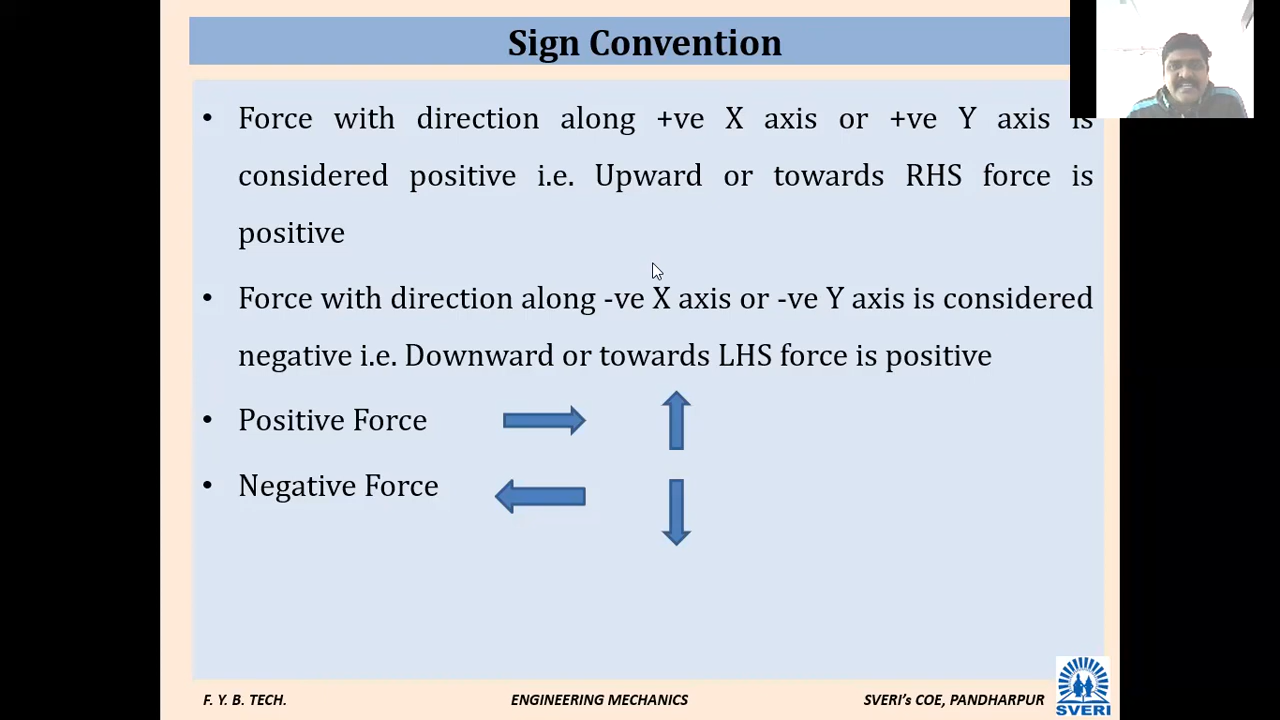 Sign Convention
• Force with direction along +ve X axis or +ve Y axis is
considered positive i.e. Upward or towards RHS force is
positive
• Force with direction along -ve X axis or -ve Y axis is considered
negative i.e. Downward or towards LHS force is positive
• Positive Force
• Negative Force
F. Y. B. TECH. ENGINEERING MECHANICS SVERI's COE, PANDHARPUR
SVERI